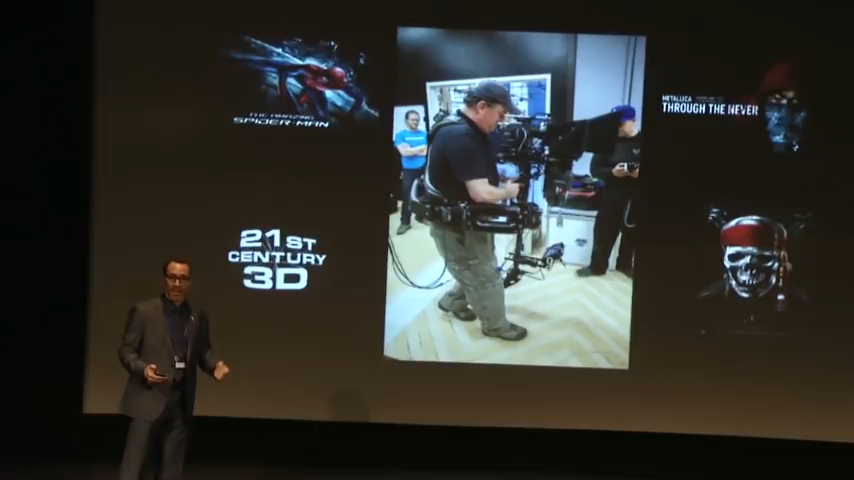 THE AMAZING
SPIDER-MAN
21ST
CENTURY
3D
METALLICA
THROUGH THE NEVER